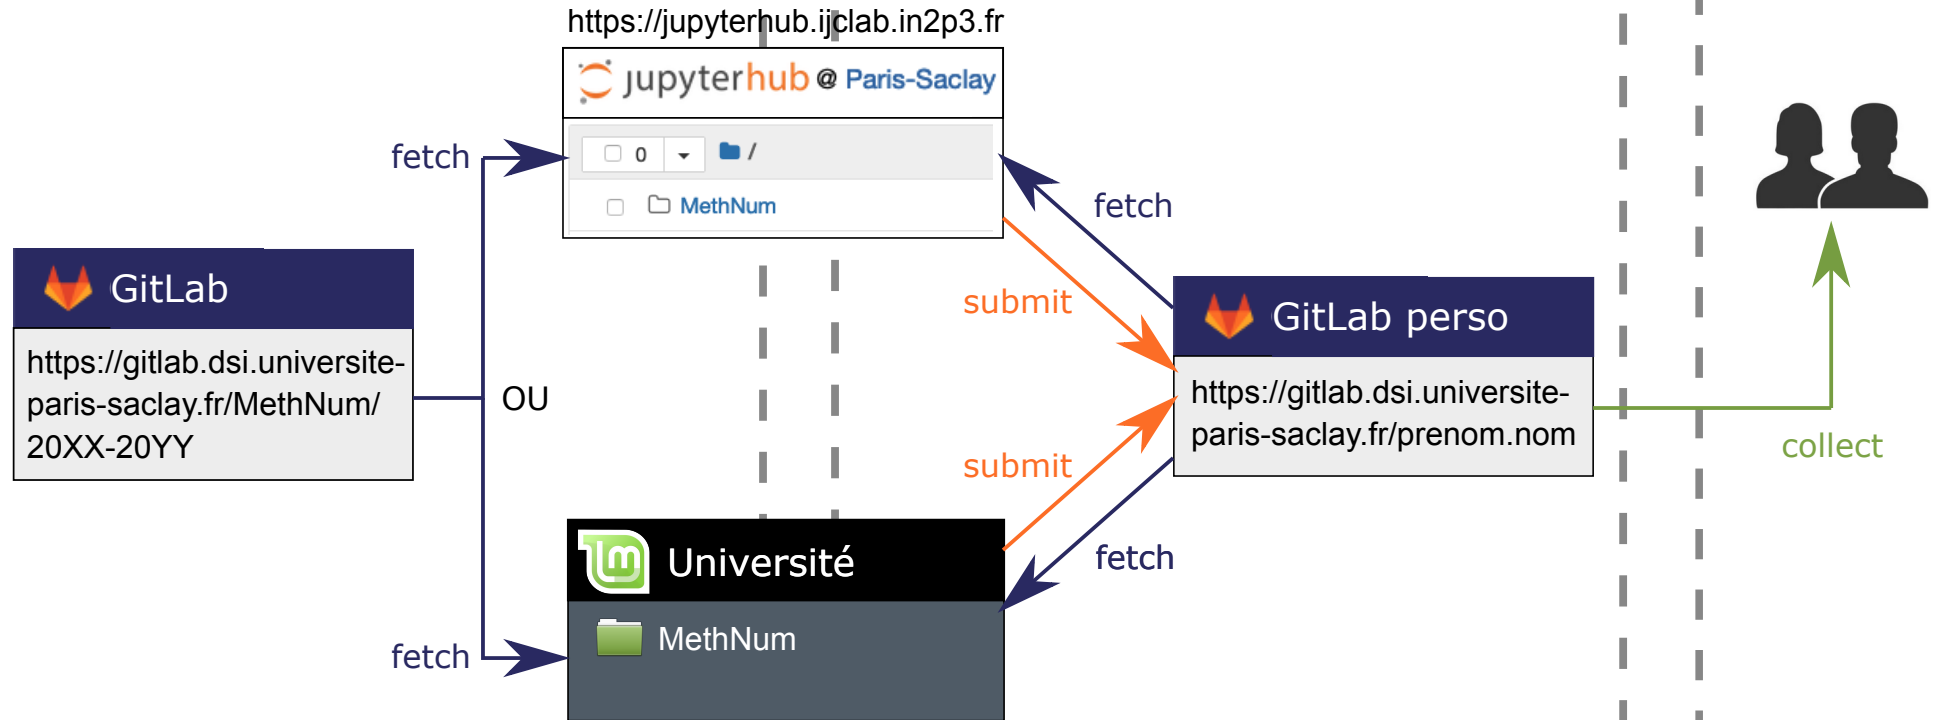 https://jupyterhub.ijclab.in2p3.fr
jupyterhub @ Paris-Saclay
0
/
MethNum
fetch
fetch
submit
GitLab
https://gitlab.dsi.universite-
paris-saclay.fr/MethNum/
20XX-20YY
OU
GitLab perso
https://gitlab.dsi.universite-
paris-saclay.fr/prenom.nom
collect
submit
fetch
Université
MethNum
fetch